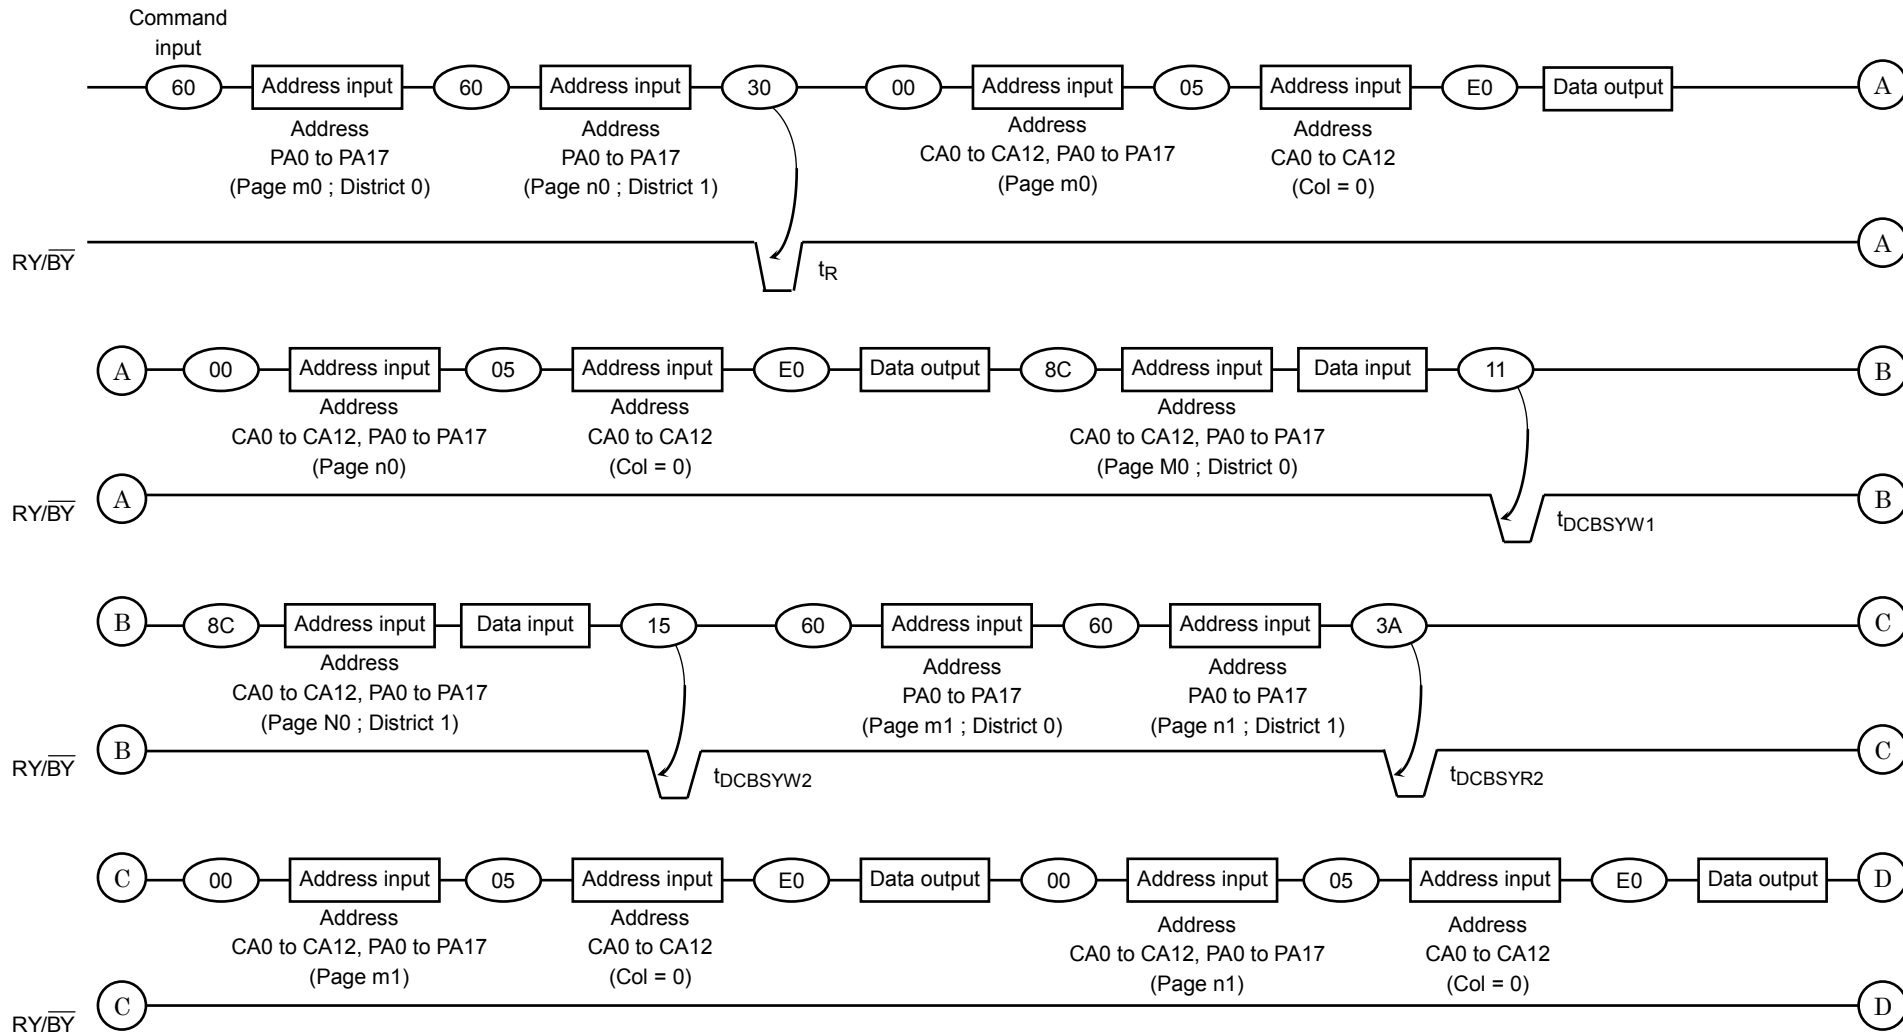 Command
input
60 Address input 60 Address input 30 00 Address input 05 Address input E0 Data output A
Address Address Address Address
PA0 to PA17 PA0 to PA17 CA0 to CA12, PA0 to PA17 CA0 to CA12
(Page m0 ; District 0) (Page n0 ; District 1) (Page m0) (Col = 0)
RY/BY tR A
A 00 Address input 05 Address input E0 Data output 8C Address input Data input 11 B
Address Address Address
CA0 to CA12, PA0 to PA17 CA0 to CA12 CA0 to CA12, PA0 to PA17
(Page n0) (Col = 0) (Page M0 ; District 0)
RY/BY A tDCBSYW1 B
B 8C Address input Data input 15 60 Address input 60 Address input 3A C
Address Address Address
CA0 to CA12, PA0 to PA17 PA0 to PA17 PA0 to PA17
(Page N0 ; District 1) (Page m1 ; District 0) (Page n1 ; District 1)
RY/BY B tDCBSYW2 tDCBSYR2 C
C 00 Address input 05 Address input E0 Data output 00 Address input 05 Address input E0 Data output D
Address Address Address Address
CA0 to CA12, PA0 to PA17 CA0 to CA12 CA0 to CA12, PA0 to PA17 CA0 to CA12
(Page m1) (Col = 0) (Page n1) (Col = 0)
RY/BY C D